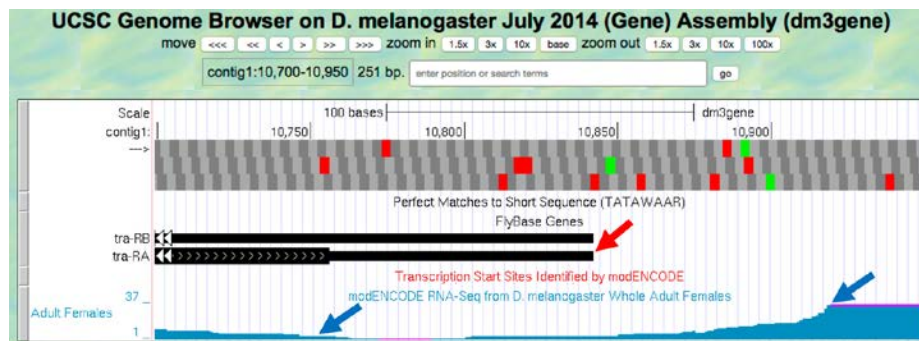 UCSC Genome Browser on D. melanogaster July 2014 (Gene) Assembly (dm3gene)
move <<< << < > >> >>> zoom in 1.5x 3x 10x base zoom out 1.5x 3x 10x 100x
contig1:10,700-10,950 251 bp. enter position or search terms go
Scale 100 bases dm3gene
contig1: 10,750 10,800 10,850 10,900
--->
Perfect Matches to Short Sequence (TATAWAAR)
FlyBase Genes
tra-RB
tra-RA
Transcription Start Sites Identified by modENCODE
37 _ modENCODE RNA-Seq from D. melanogaster Whole Adult Females
Adult Females
1 _